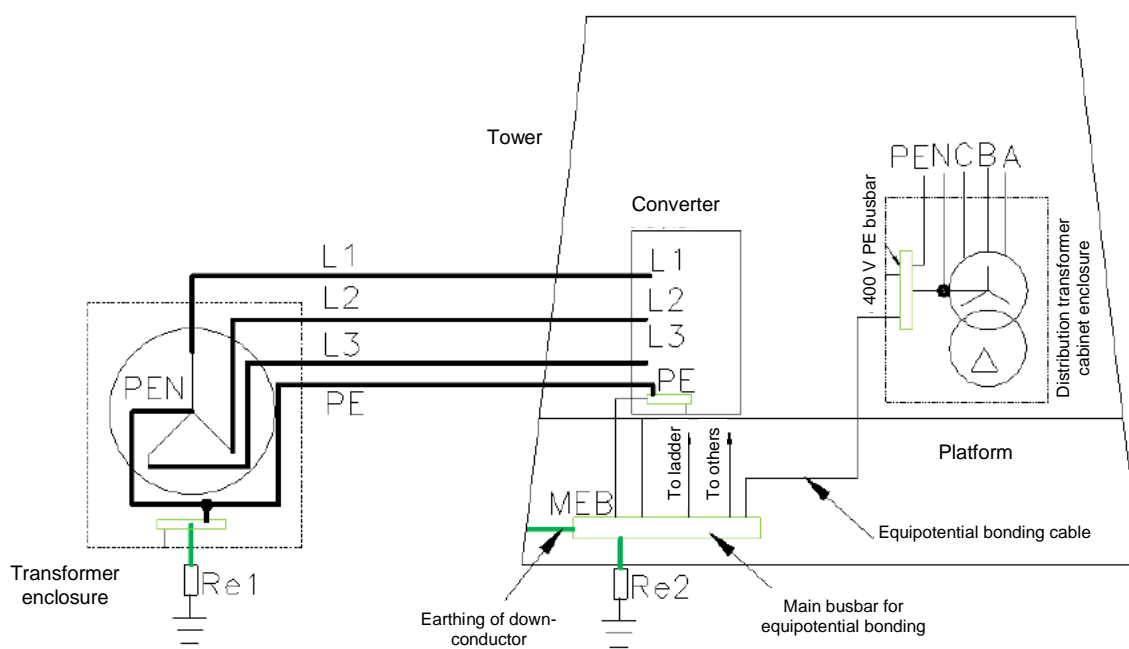 Tower
PENCBA
400 V PE busbar
Distribution transformer
cabinet enclosure
Converter
L1
L1
L2
L2
L3
L3
PEN
PE
PE
To ladder
To others
Platform
MEB
Equipotential bonding cable
Transformer
enclosure
Re1
Re2
Earthing of down-
conductor
Main busbar for
equipotential bonding